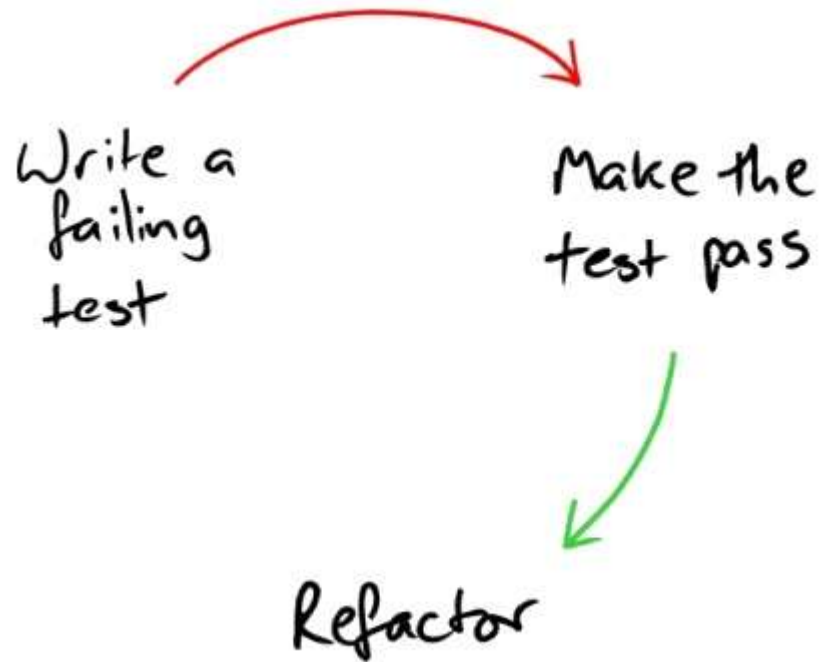 Write a
failing
test
Make the
test pass
Refactor